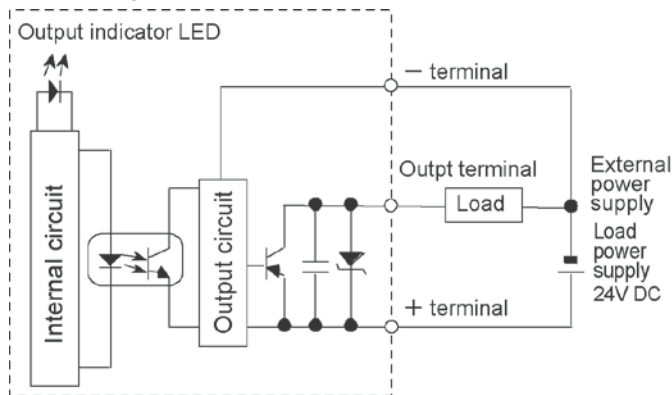 Output indicator LED
Internal circuit
Output circuit
− terminal
Outpt terminal
Load
External
power
supply
Load
power
supply
24V DC
+ terminal